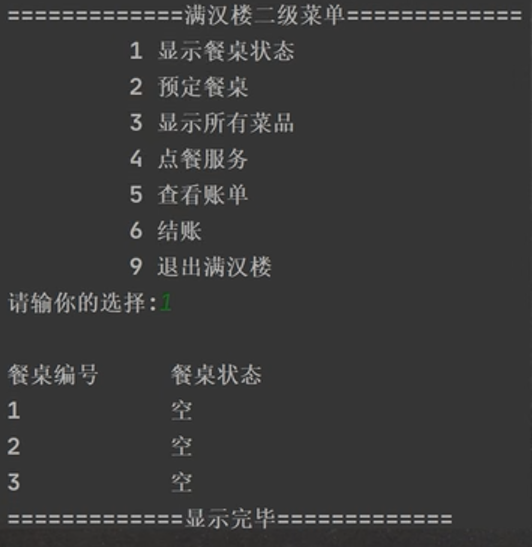 =============满汉楼二级菜单=============
1 显示餐桌状态
2 预定餐桌
3 显示所有菜品
4 点餐服务
5 查看账单
6 结账
9 退出满汉楼
请输你的选择:1
餐桌编号 餐桌状态
1 空
2 空
3 空
=============显示完毕=============